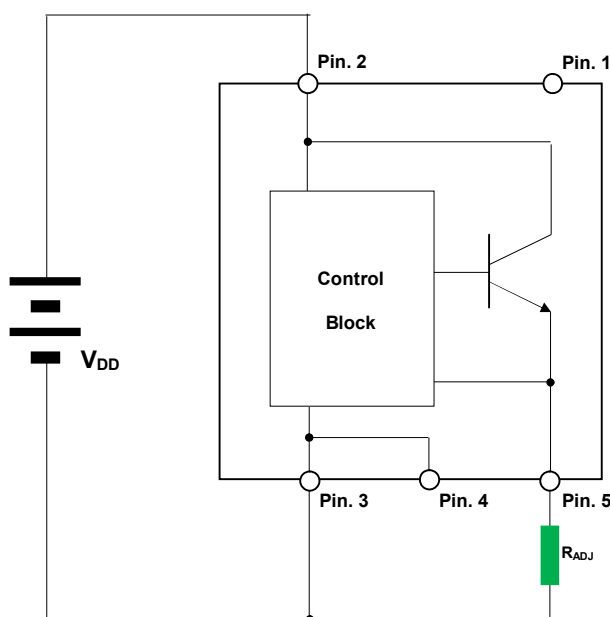 Pin. 2
Pin. 1
Control
Block
VDD
Pin. 3
Pin. 4
Pin. 5
RADJ